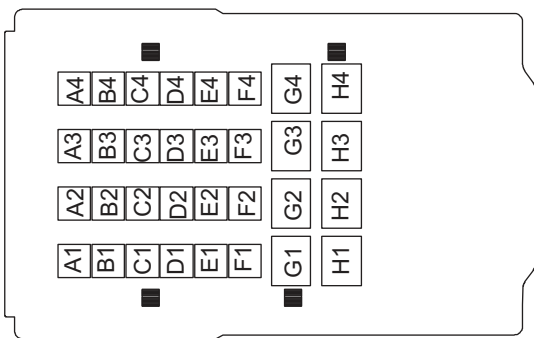 A4 B4 C4 D4 E4 F4 G4 H4
A3 B3 C3 D3 E3 F3 G3 H3
A2 B2 C2 D2 E2 F2 G2 H2
A1 B1 C1 D1 E1 F1 G1 H1